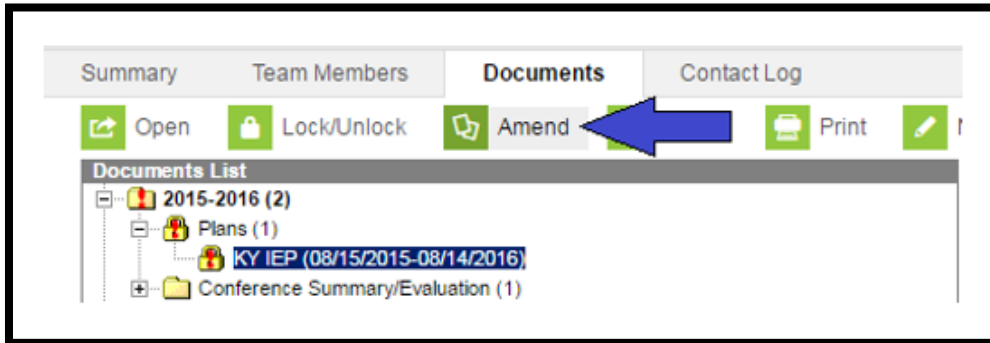 Summary Team Members Documents Contact Log
Open Lock/Unlock Amend Print
Documents List
2015-2016 (2)
Plans (1)
KY IEP (08/15/2015-08/14/2016)
Conference Summary/Evaluation (1)